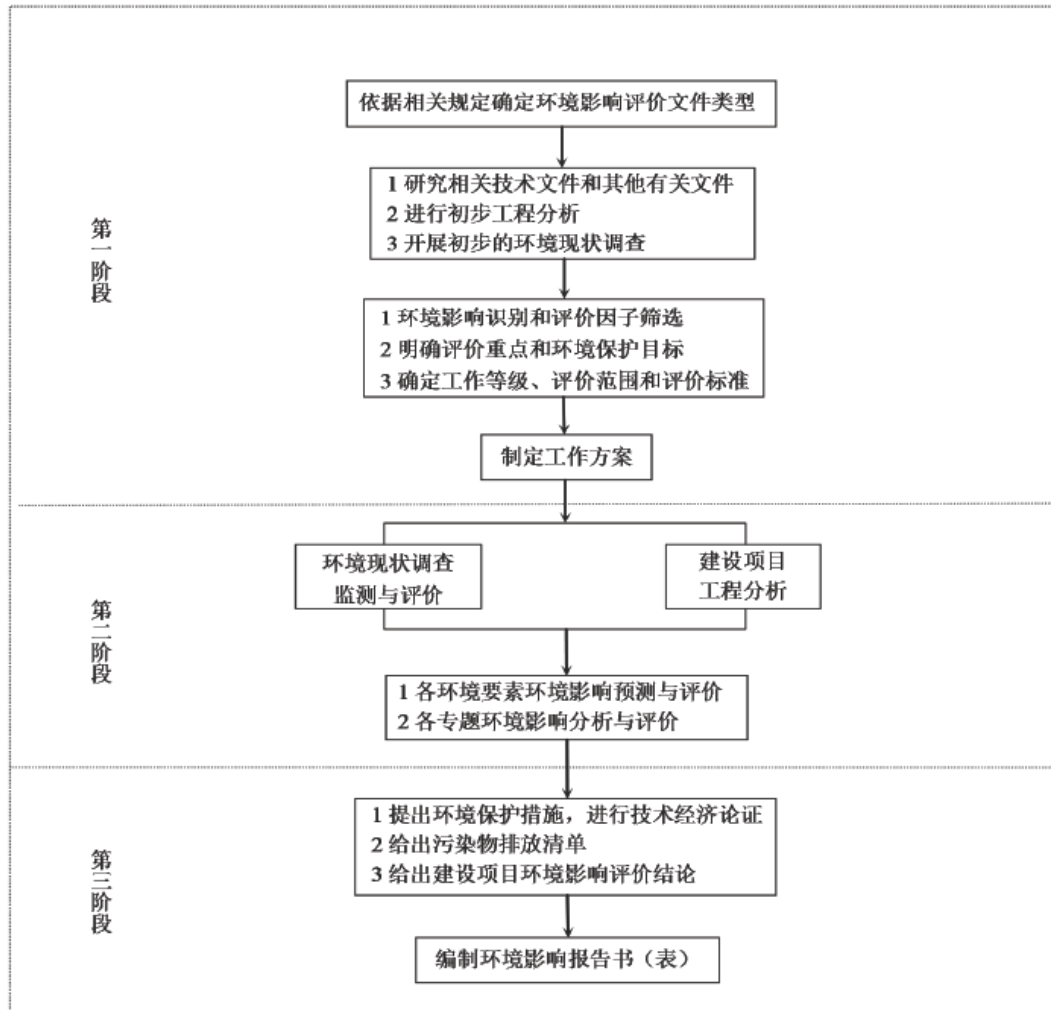 依据相关规定确定环境影响评价文件类型
1 研究相关技术文件和其他有关文件
2 进行初步工程分析
3 开展初步的环境现状调查
第一阶段
1 环境影响识别和评价因子筛选
2 明确评价重点和环境保护目标
3 确定工作等级、评价范围和评价标准
制定工作方案
环境现状调查
监测与评价
建设项目
工程分析
第二阶段
1 各环境要素环境影响预测与评价
2 各专题环境影响分析与评价
1 提出环境保护措施，进行技术经济论证
2 给出污染物排放清单
3 给出建设项目环境影响评价结论
第三阶段
编制环境影响报告书（表）